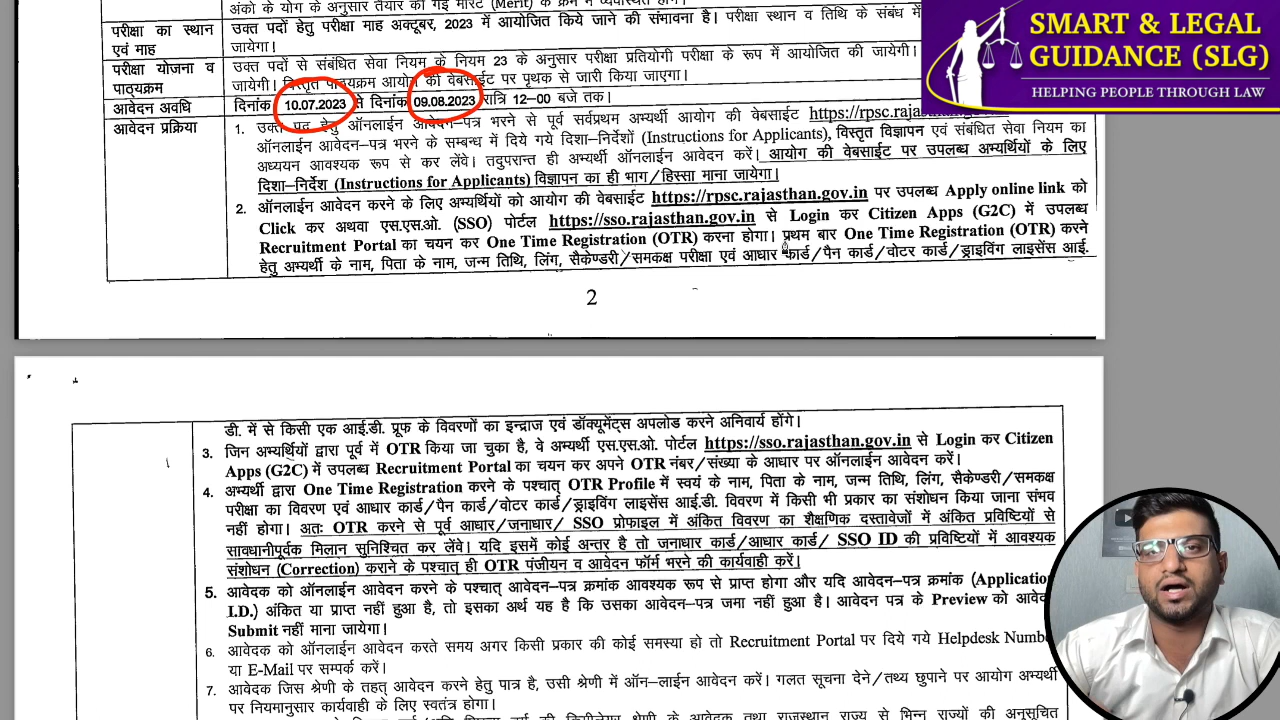 अंको के योग के अनुसार तैयार की गई मेरिट (Merit) के क्रम में व्यवस्थित होंगे।
परीक्षा का स्थान एवं माह
उक्त पदों हेतु परीक्षा माह अक्टूबर, 2023 में आयोजित किये जाने की संभावना है। परीक्षा स्थान व तिथि के संबंध में
जायेगा।
परीक्षा योजना व पाठ्यक्रम
उक्त पदों से संबंधित सेवा नियम के नियम 23 के अनुसार परीक्षा प्रतियोगी परीक्षा के रूप में आयोजित की जायेगी।
जायेगी। विस्तृत पाठ्यक्रम आयोग की वेबसाईट पर पृथक से जारी किया जाएगा।
आवेदन अवधि
दिनांक 10.07.2023 से दिनांक 09.08.2023 रात्रि 12–00 बजे तक।
आवेदन प्रक्रिया
1. उक्त पद हेतु ऑनलाईन आवेदन–पत्र भरने से पूर्व सर्वप्रथम अभ्यर्थी आयोग की वेबसाईट
ऑनलाईन आवेदन–पत्र भरने के सम्बन्ध में दिये गये दिशा–निर्देशों (Instructions for Applicants), विस्तृत विज्ञापन एवं संबंधित सेवा नियम का
अध्ययन आवश्यक रूप से कर लेंवे। तदुपरान्त ही अभ्यर्थी ऑनलाईन आवेदन करें। आयोग की वेबसाईट पर उपलब्ध अभ्यर्थियों के लिए
दिशा–निर्देश (Instructions for Applicants) विज्ञापन का ही भाग/हिस्सा माना जायेगा।
2. ऑनलाईन आवेदन करने के लिए अभ्यर्थियों को आयोग की वेबसाईट https://rpsc.rajasthan.gov.in पर उपलब्ध Apply online link को
Click कर अथवा एस.एस.ओ. (SSO) पोर्टल https://sso.rajasthan.gov.in से Login कर Citizen Apps (G2C) में उपलब्ध
Recruitment Portal का चयन कर One Time Registration (OTR) करना होगा। प्रथम बार One Time Registration (OTR) करने
हेतु अभ्यर्थी के नाम, पिता के नाम, जन्म तिथि, लिंग, सैकेण्डरी/समकक्ष परीक्षा एवं आधार कार्ड/पैन कार्ड/वोटर कार्ड/ड्राइविंग लाइसेंस आई.
2
डी. में से किसी एक आई.डी. प्रूफ के विवरणों का इन्द्राज एवं डॉक्यूमेंट्स अपलोड करने अनिवार्य होंगे।
3. जिन अभ्यर्थियों द्वारा पूर्व में OTR किया जा चुका है, वे अभ्यर्थी एस.एस.ओ. पोर्टल https://sso.rajasthan.gov.in से Login कर Citizen
Apps (G2C) में उपलब्ध Recruitment Portal का चयन कर अपने OTR नंबर/संख्या के आधार पर ऑनलाईन आवेदन करें।
4. अभ्यर्थी द्वारा One Time Registration करने के पश्चात् OTR Profile में स्वयं के नाम, पिता के नाम, जन्म तिथि, लिंग, सैकेण्डरी/समकक्ष
परीक्षा का विवरण एवं आधार कार्ड/पैन कार्ड/वोटर कार्ड/ड्राइविंग लाइसेंस आई.डी. विवरण में किसी भी प्रकार का संशोधन किया जाना संभव
नहीं होगा। अतः OTR करने से पूर्व आधार/जनाधार/ SSO प्रोफाइल में अंकित विवरण का शैक्षणिक दस्तावेजों में अंकित प्रविष्टियों से
सावधानीपूर्वक मिलान सुनिश्चित कर लेंवे। यदि इसमें कोई अन्तर है तो जनाधार कार्ड/आधार कार्ड/ SSO ID की प्रविष्टियों में आवश्यक
संशोधन (Correction) कराने के पश्चात् ही OTR पंजीयन व आवेदन फॉर्म भरने की कार्यवाही करें।
5. आवेदक को ऑनलाईन आवेदन करने के पश्चात् आवेदन–पत्र क्रमांक आवश्यक रूप से प्राप्त होगा और यदि आवेदन–पत्र क्रमांक (Application
I.D.) अंकित या प्राप्त नहीं हुआ है, तो इसका अर्थ यह है कि उसका आवेदन–पत्र जमा नहीं हुआ है। आवेदन पत्र के Preview को
Submit नहीं माना जायेगा।
6. आवेदक को ऑनलाईन आवेदन करते समय अगर किसी प्रकार की कोई समस्या हो तो Recruitment Portal पर दिये गये Helpdesk
या E-Mail पर सम्पर्क करें।
7. आवेदक जिस श्रेणी के तहत् आवेदन करने हेतु पात्र है, उसी श्रेणी में ऑन–लाईन आवेदन करें। गलत सूचना देने/तथ्य छुपाने पर आयोग अभ्यर्थी
पर नियमानुसार कार्यवाही के लिए स्वतंत्र होगा।
श्रेणी के आवेदक तथा राजस्थान राज्य से भिन्न राज्यों की अनुसूचित
SMART & LEGAL
GUIDANCE (SLG)
HELPING PEOPLE THROUGH LAW